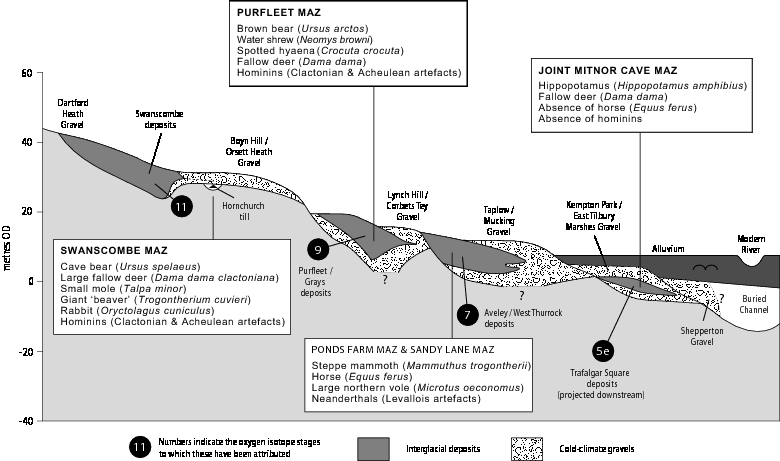 PURFLEET MAZ
Brown bear (Ursus arctos)
Water shrew (Neomys browni)
Spotted hyaena (Crocuta crocuta)
Fallow deer (Dama dama)
Hominins (Clactonian & Acheulean artefacts)
JOINT MITNOR CAVE MAZ
Hippopotamus (Hippopotamus amphibius)
Fallow deer (Dama dama)
Absence of horse (Equus ferus)
Absence of hominins
60
40
20
0
-20
-40
metres OD
Dartford
Heath
Gravel
Swanscombe
deposits
Boyn Hill /
Orsett Heath
Gravel
11
Hornchurch
till
Lynch Hill /
Corbets Tey
Gravel
Taplow /
Mucking
Gravel
Kempton Park /
East Tilbury
Marshes Gravel
Alluvium
Modern
River
9
Purfleet /
Grays
deposits
?
?
?
7
Aveley / West Thurrock
deposits
5e
Trafalgar Square
deposits
(projected downstream)
Shepperton
Gravel
Buried
Channel
SWANSCOMBE MAZ
Cave bear (Ursus spelaeus)
Large fallow deer (Dama dama clactoniana)
Small mole (Talpa minor)
Giant ‘beaver’ (Trogontherium cuvieri)
Rabbit (Oryctolagus cuniculus)
Hominins (Clactonian & Acheulean artefacts)
PONDS FARM MAZ & SANDY LANE MAZ
Steppe mammoth (Mammuthus trogontherii)
Horse (Equus ferus)
Large northern vole (Microtus oeconomus)
Neanderthals (Levallois artefacts)
11
Numbers indicate the oxygen isotope stages
to which these have been attributed
Interglacial deposits
Cold-climate gravels